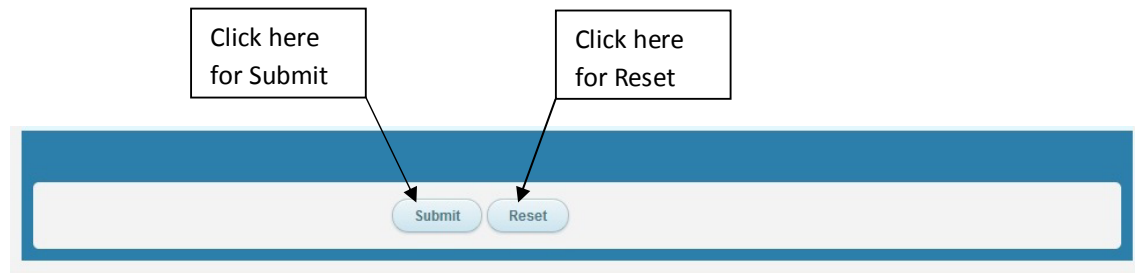 Click here
for Submit
Click here
for Reset
Submit
Reset